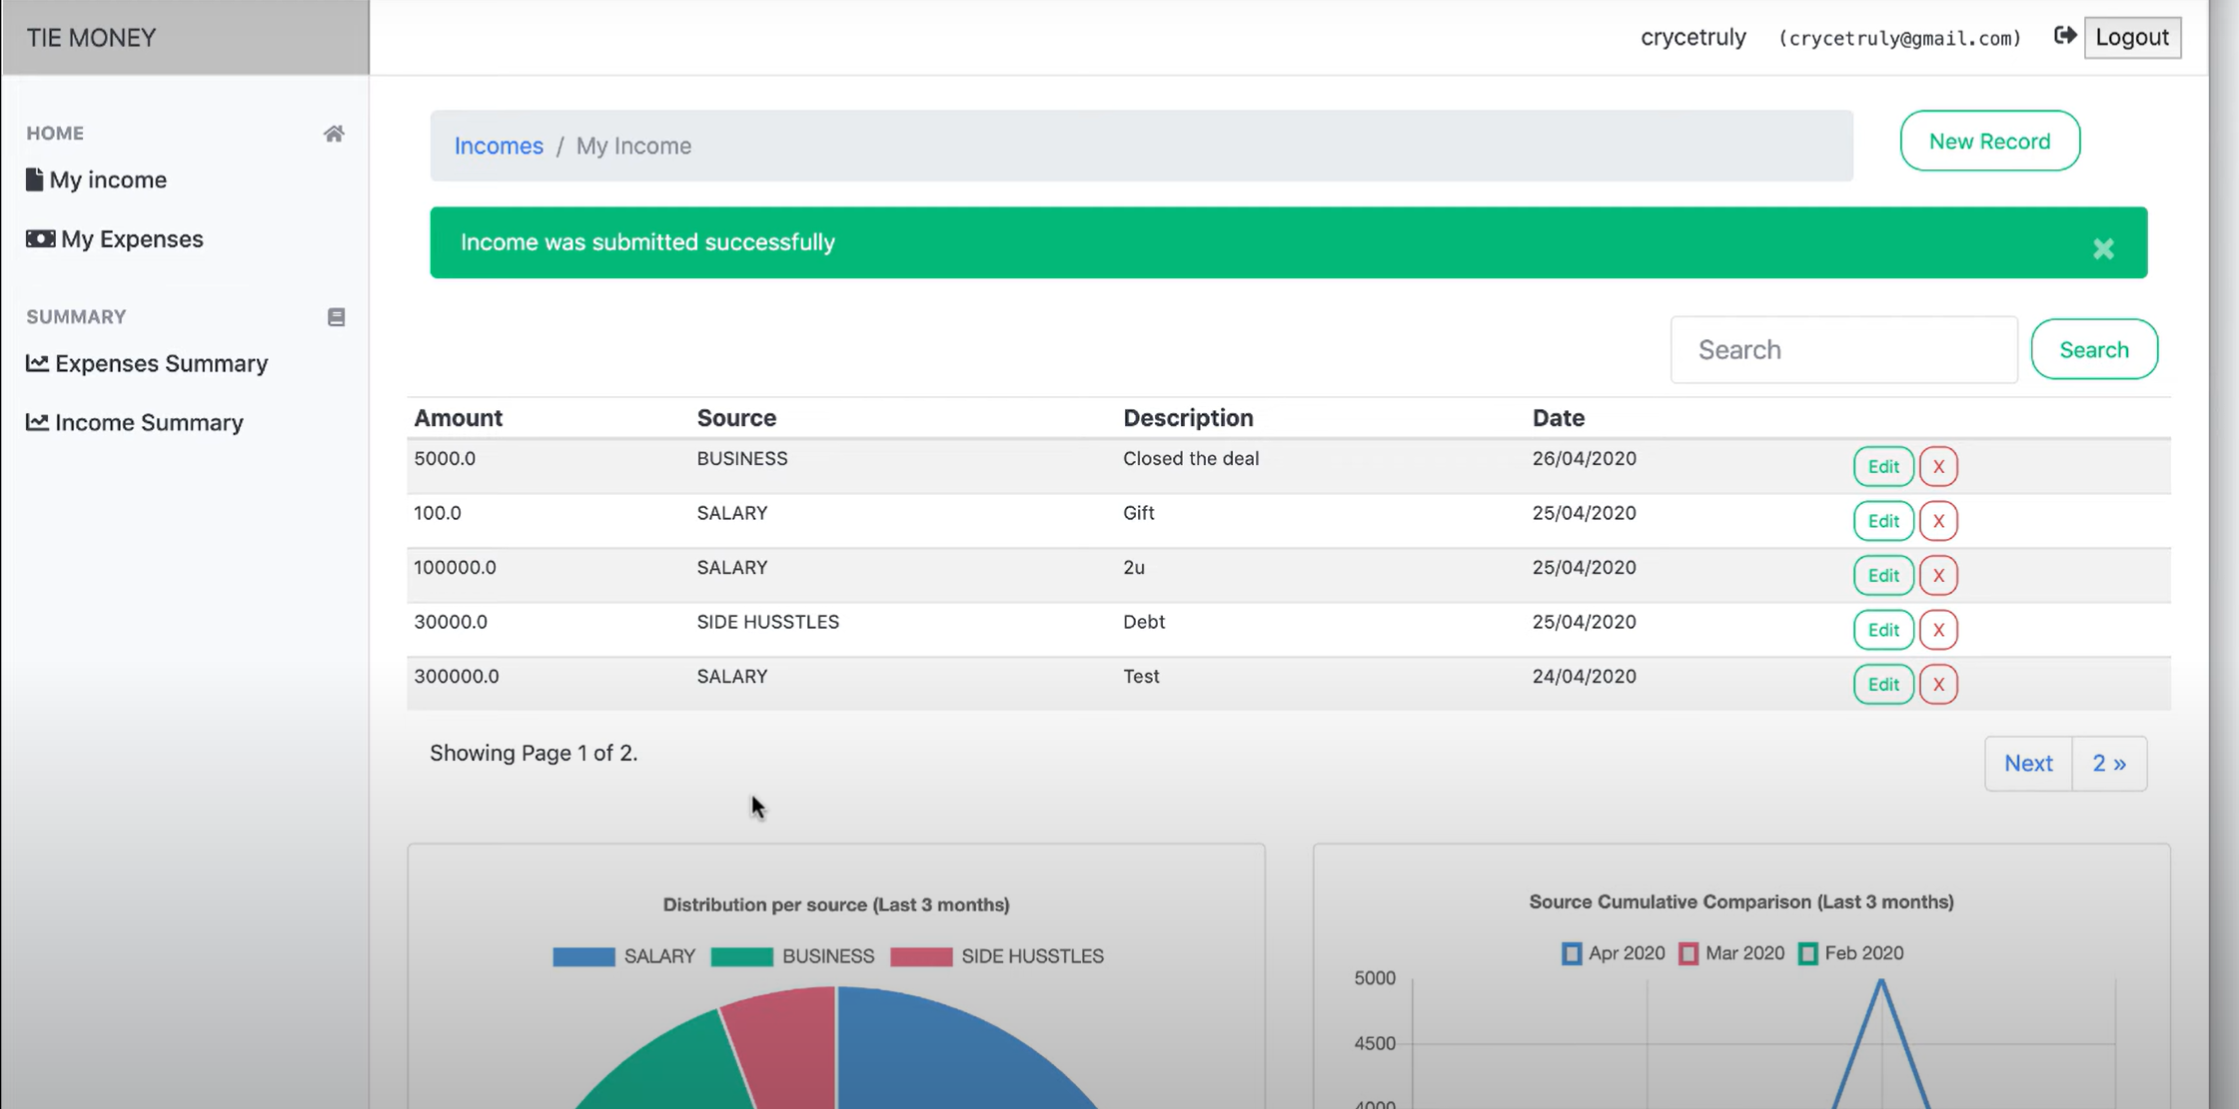 TIE MONEY
crycetruly (crycetruly@gmail.com) Logout
HOME
My income
My Expenses
SUMMARY
Expenses Summary
Income Summary
Incomes / My Income
New Record
Income was submitted successfully ×
Search Search
Amount Source Description Date
5000.0 BUSINESS Closed the deal 26/04/2020 Edit X
100.0 SALARY Gift 25/04/2020 Edit X
100000.0 SALARY 2u 25/04/2020 Edit X
30000.0 SIDE HUSSTLES Debt 25/04/2020 Edit X
300000.0 SALARY Test 24/04/2020 Edit X
Showing Page 1 of 2.
Next 2 »
Distribution per source (Last 3 months)
SALARY BUSINESS SIDE HUSSTLES
Source Cumulative Comparison (Last 3 months)
Apr 2020 Mar 2020 Feb 2020
5000
4500
4000